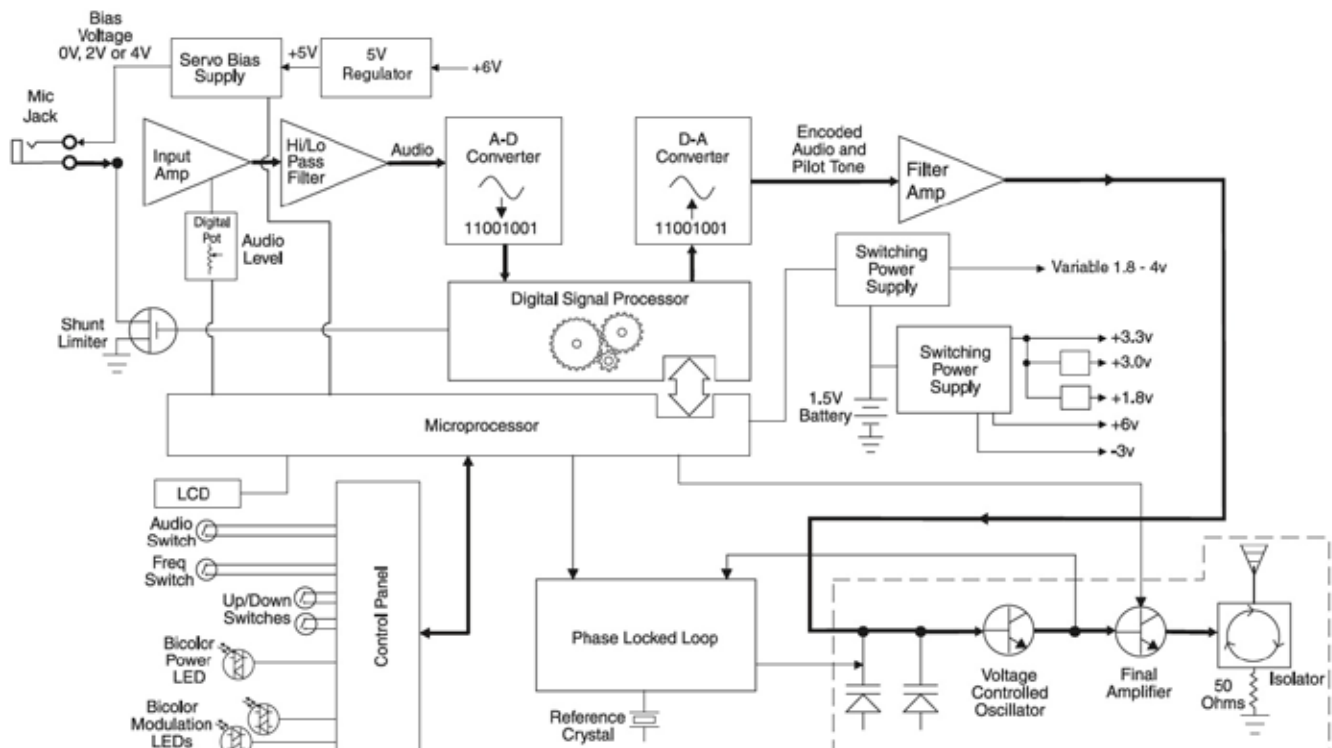 Bias
Voltage
0V, 2V or 4V
Servo Bias
Supply
+5V
5V
Regulator
+6V
Mic
Jack
Input
Amp
Hi/Lo
Pass
Filter
Audio
A-D
Converter
11001001
D-A
Converter
11001001
Encoded
Audio and
Pilot Tone
Filter
Amp
Digital
Pot
Audio
Level
Shunt
Limiter
Digital Signal Processor
Switching
Power
Supply
Variable 1.8 - 4v
Switching
Power
Supply
+3.3v
+3.0v
+1.8v
+6v
-3v
1.5V
Battery
Microprocessor
LCD
Audio
Switch
Freq
Switch
Up/Down
Switches
Bicolor
Power
LED
Bicolor
Modulation
LEDs
Control Panel
Phase Locked Loop
Reference
Crystal
Voltage
Controlled
Oscillator
Final
Amplifier
50
Ohms
Isolator